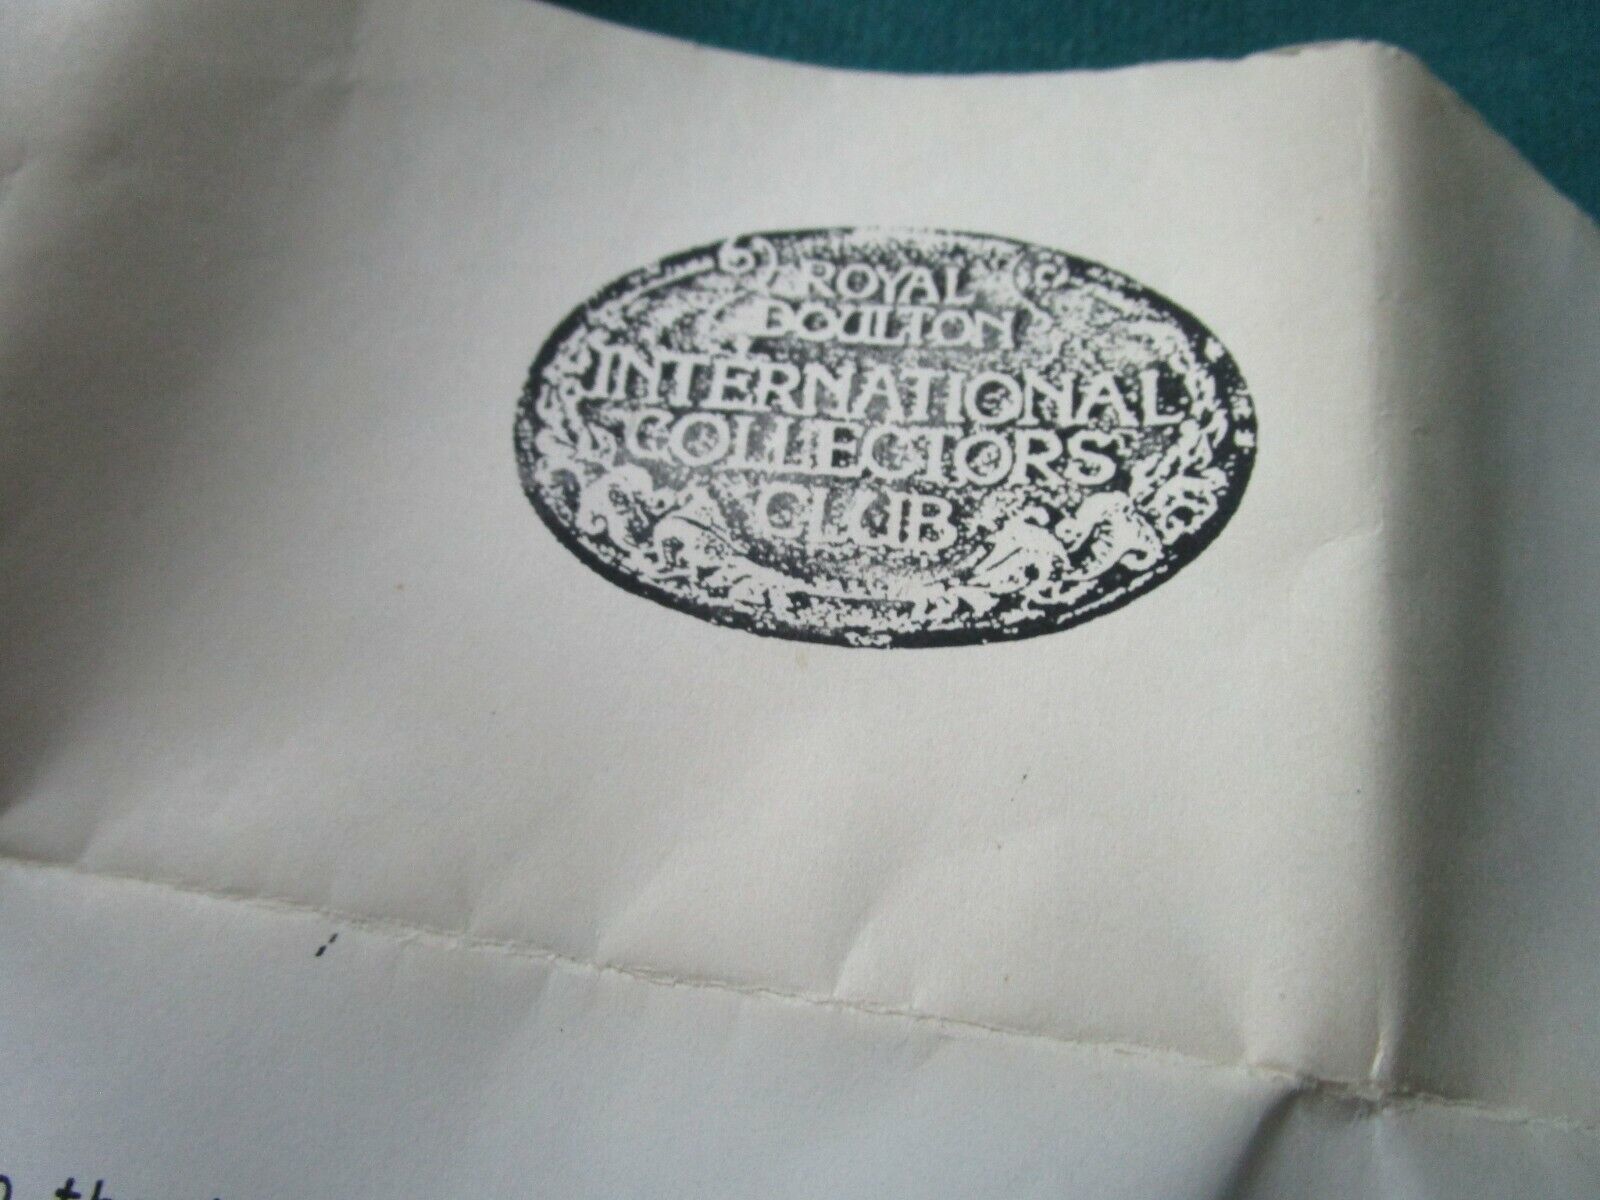 ROYAL
DOULTON
INTERNATIONAL
COLLECTORS
CLUB